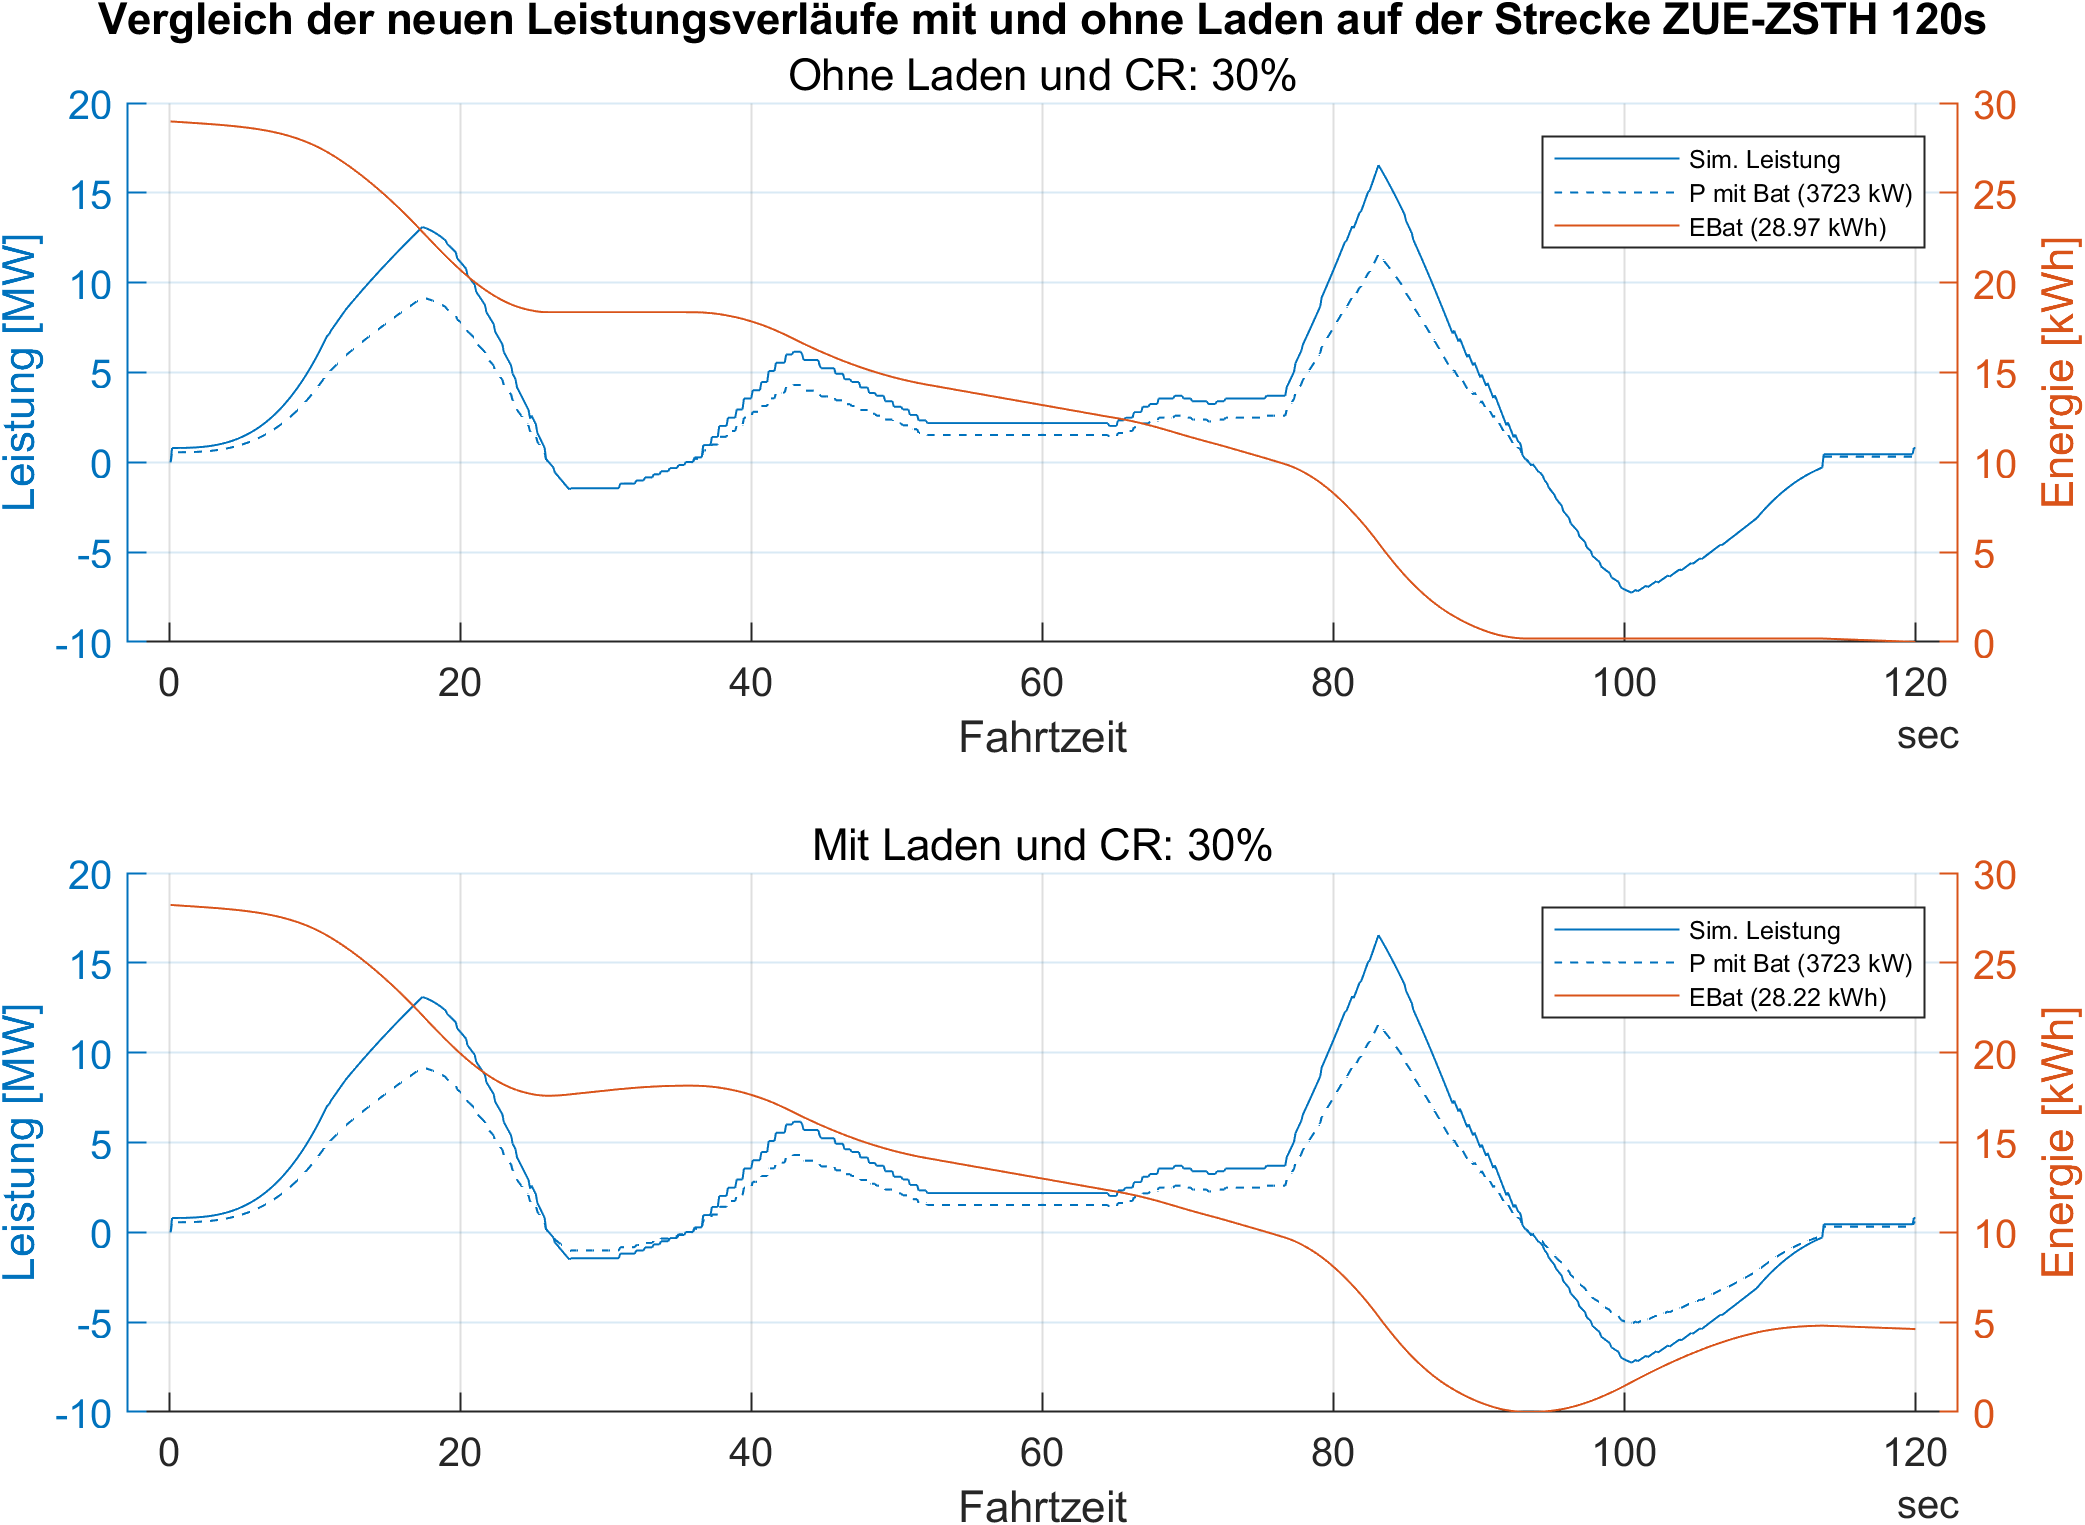 Vergleich der neuen Leistungsverläufe mit und ohne Laden auf der Strecke ZUE-ZSTH 120s
Ohne Laden und CR: 30%
20
15
10
5
0
-5
-10
Leistung [MW]
30
25
20
15
10
5
0
Energie [kWh]
Sim. Leistung
P mit Bat (3723 kW)
EBat (28.97 kWh)
0 20 40 60 80 100 120
Fahrtzeit
sec
Mit Laden und CR: 30%
20
15
10
5
0
-5
-10
Leistung [MW]
30
25
20
15
10
5
0
Energie [kWh]
Sim. Leistung
P mit Bat (3723 kW)
EBat (28.22 kWh)
0 20 40 60 80 100 120
Fahrtzeit
sec